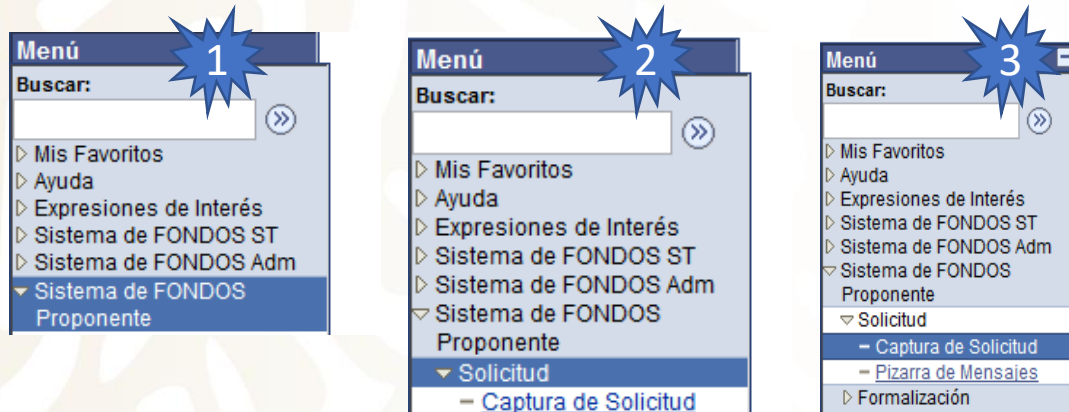 Menú
1
Buscar:
Mis Favoritos
Ayuda
Expresiones de Interés
Sistema de FONDOS ST
Sistema de FONDOS Adm
Sistema de FONDOS
Proponente
Menú
2
Buscar:
Mis Favoritos
Ayuda
Expresiones de Interés
Sistema de FONDOS ST
Sistema de FONDOS Adm
Sistema de FONDOS
Proponente
Solicitud
Captura de Solicitud
Menú
3
Buscar:
Mis Favoritos
Ayuda
Expresiones de Interés
Sistema de FONDOS ST
Sistema de FONDOS Adm
Sistema de FONDOS
Proponente
Solicitud
Captura de Solicitud
Pizarra de Mensajes
Formalización